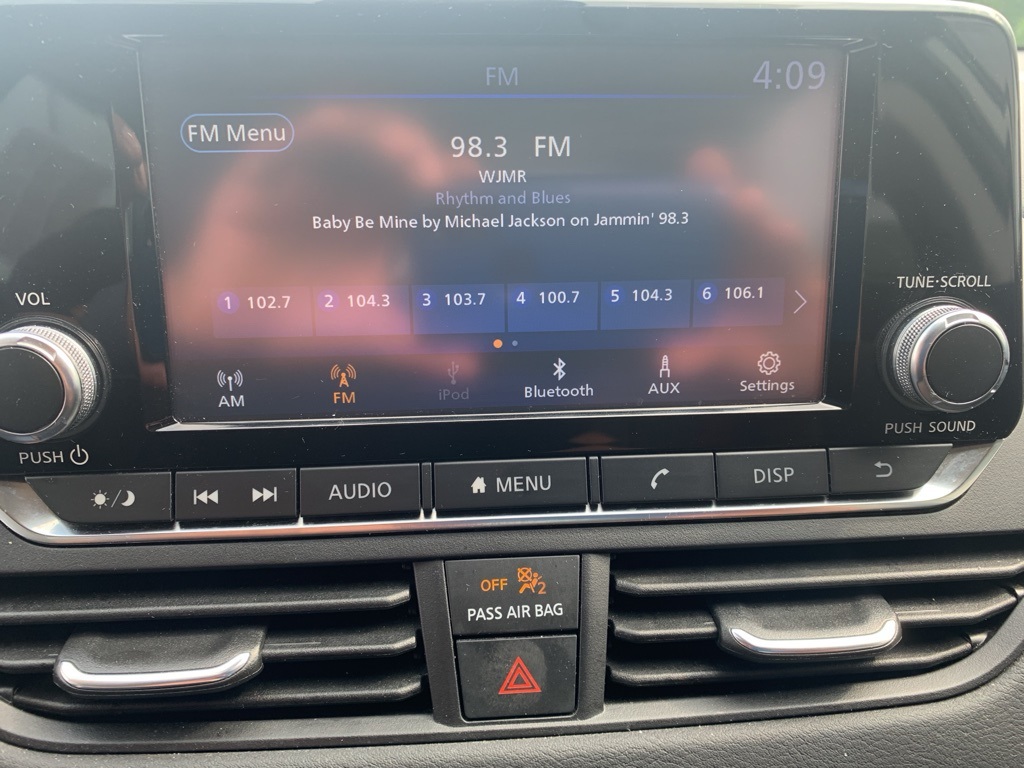 FM
4:09
FM Menu
98.3 FM
WJMR
Rhythm and Blues
Baby Be Mine by Michael Jackson on Jammin' 98.3
VOL
TUNE·SCROLL
1 102.7 2 104.3 3 103.7 4 100.7 5 104.3 6 106.1
AM FM iPod Bluetooth AUX Settings
PUSH
PUSH SOUND
AUDIO MENU DISP
OFF 2
PASS AIR BAG